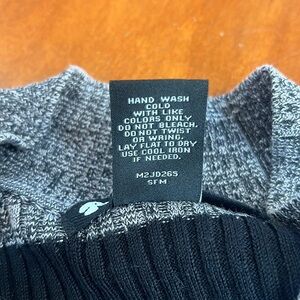 HAND WASH
COLD
WITH LIKE
COLORS ONLY
DO NOT BLEACH.
DO NOT TWIST
OR WRING.
LAY FLAT TO DRY
USE COOL IRON
IF NEEDED.
M2JD265
SFM